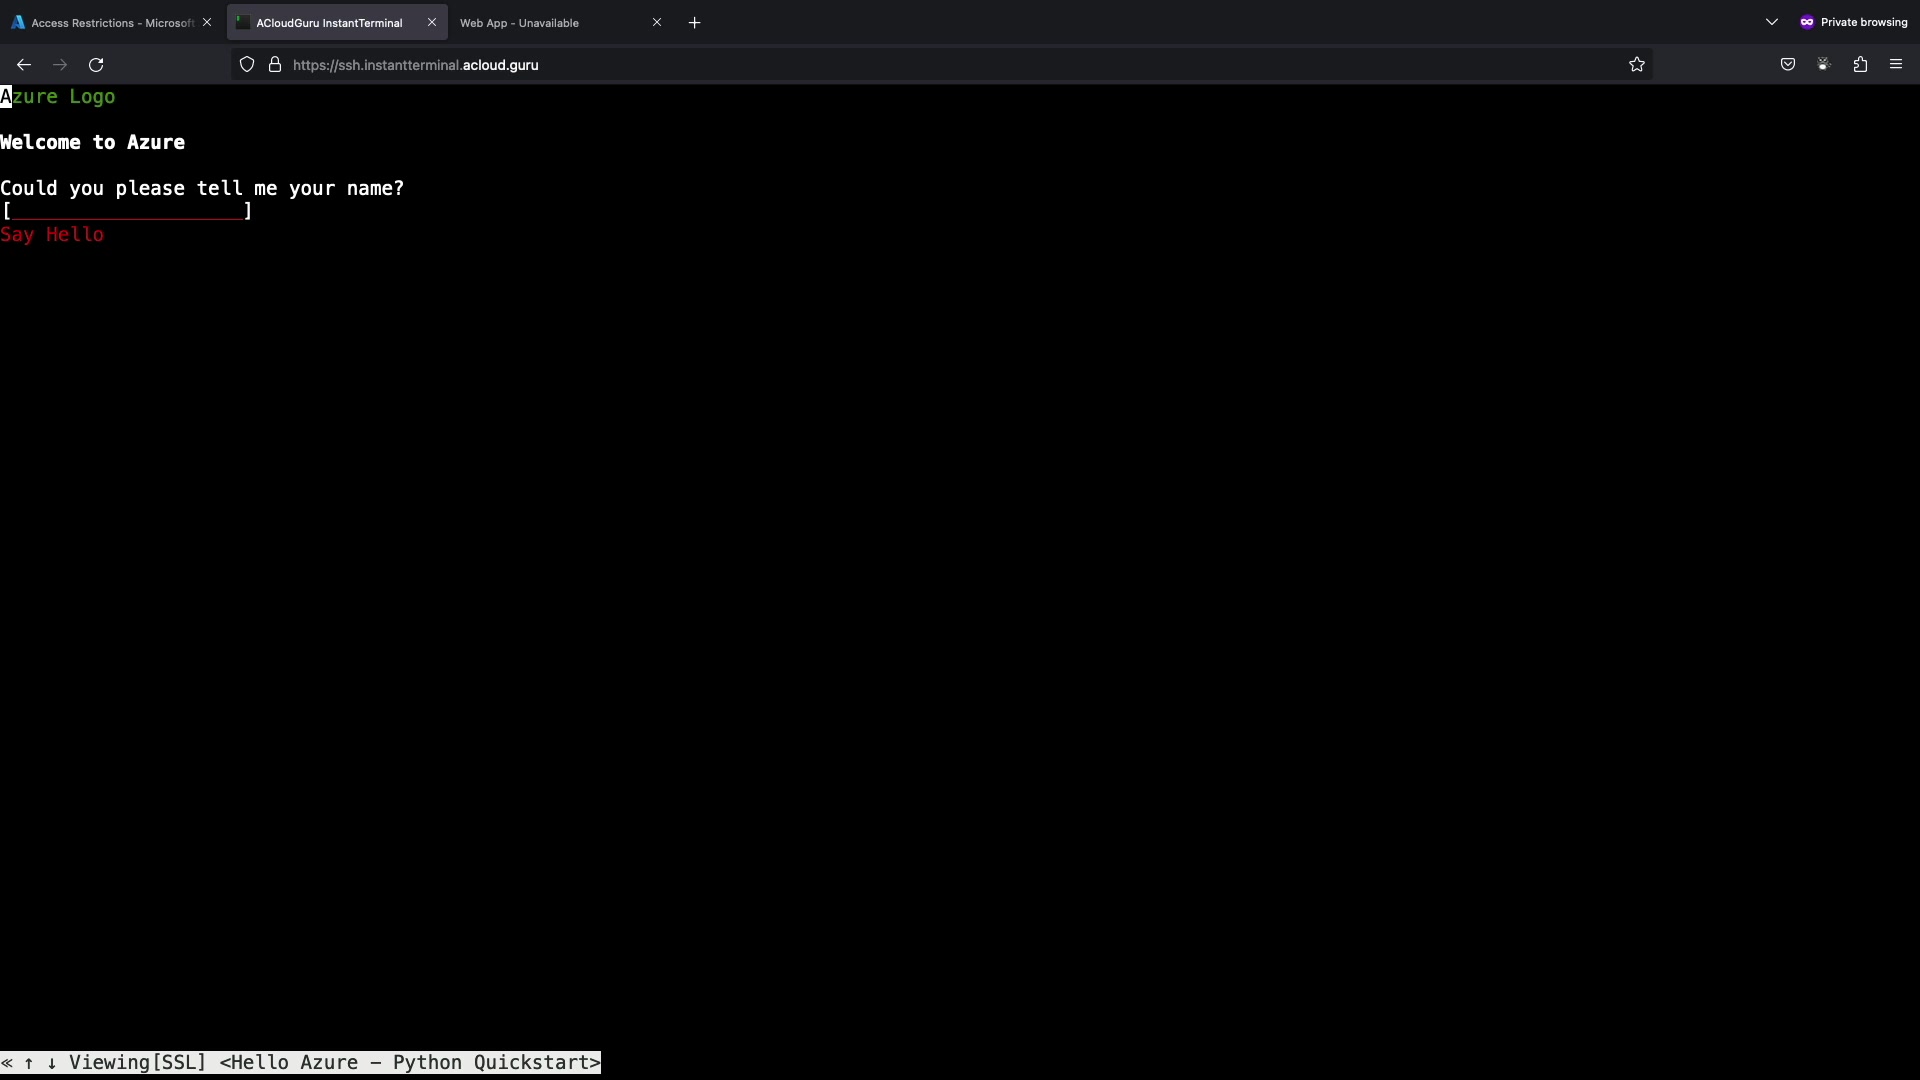 Access Restrictions - Microsoft
ACloudGuru InstantTerminal
Web App - Unavailable
Private browsing
https://ssh.instantterminal.acloud.guru
Azure Logo
Welcome to Azure
Could you please tell me your name?
[____________________]
Say Hello
« ↑ ↓ Viewing[SSL] <Hello Azure - Python Quickstart>